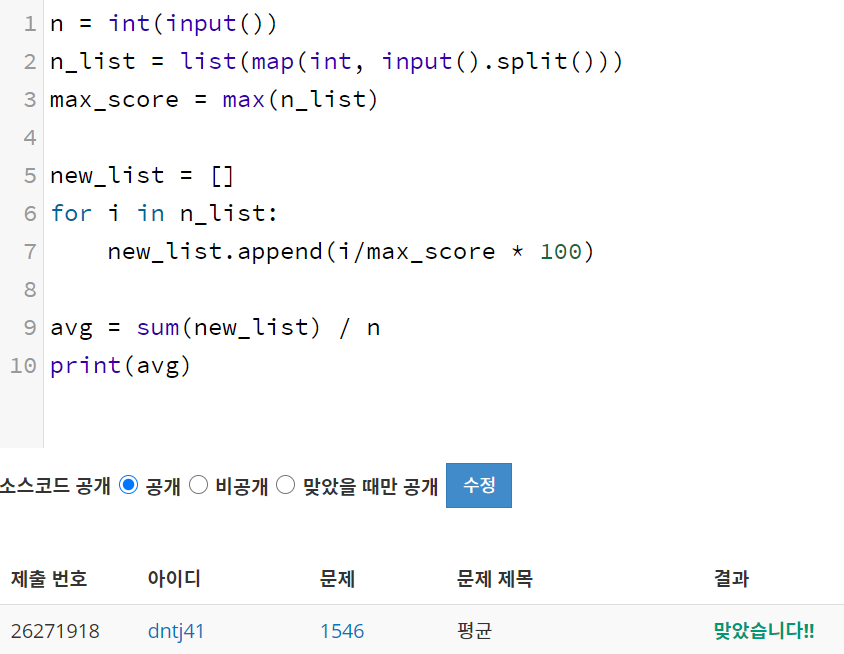 1 n = int(input())
2 n_list = list(map(int, input().split()))
3 max_score = max(n_list)
4
5 new_list = []
6 for i in n_list:
7     new_list.append(i/max_score * 100)
8
9 avg = sum(new_list) / n
10 print(avg)
소스코드 공개 공개 비공개 맞았을 때만 공개 수정
제출 번호 아이디 문제 문제 제목 결과
26271918 dntj41 1546 평균 맞았습니다!!